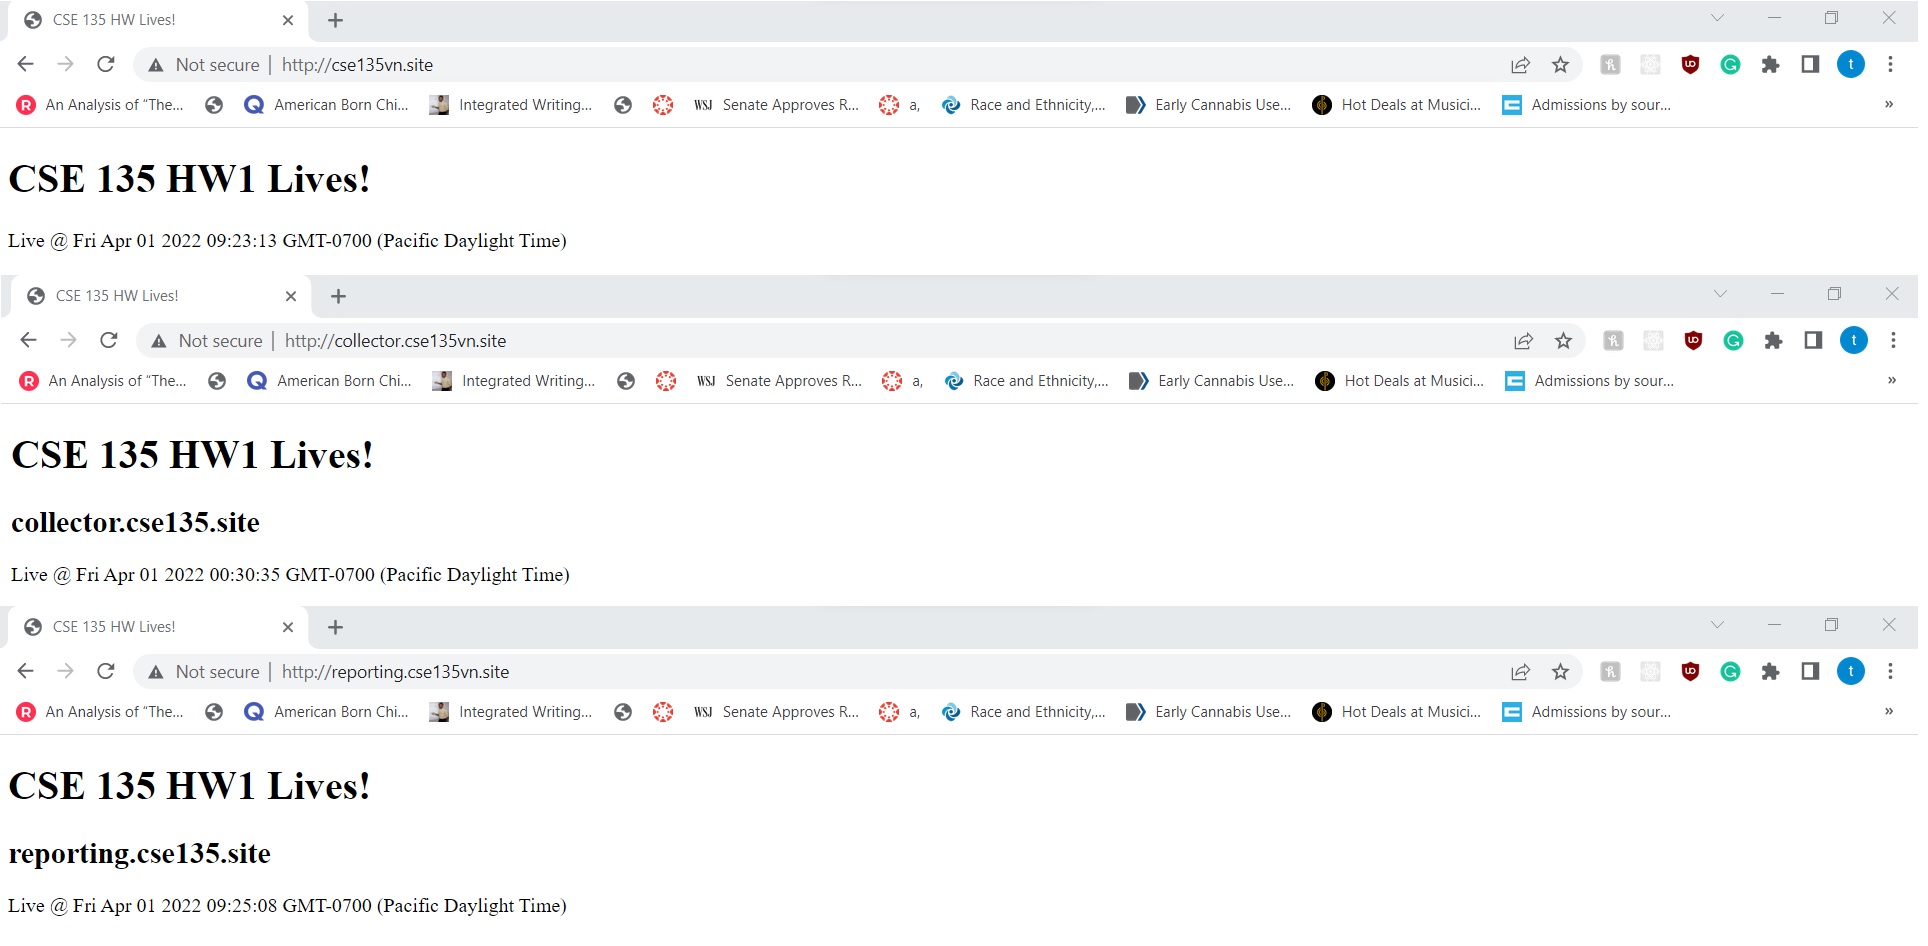 CSE 135 HW Lives!
Not secure | http://cse135vn.site
t
R An Analysis of “The... American Born Chi... Integrated Writing... WSJ Senate Approves R... a, Race and Ethnicity,... Early Cannabis Use... Hot Deals at Musici... Admissions by sour... »
CSE 135 HW1 Lives!
Live @ Fri Apr 01 2022 09:23:13 GMT-0700 (Pacific Daylight Time)
CSE 135 HW Lives!
Not secure | http://collector.cse135vn.site
t
R An Analysis of “The... American Born Chi... Integrated Writing... WSJ Senate Approves R... a, Race and Ethnicity,... Early Cannabis Use... Hot Deals at Musici... Admissions by sour... »
CSE 135 HW1 Lives!
collector.cse135.site
Live @ Fri Apr 01 2022 00:30:35 GMT-0700 (Pacific Daylight Time)
CSE 135 HW Lives!
Not secure | http://reporting.cse135vn.site
t
R An Analysis of “The... American Born Chi... Integrated Writing... WSJ Senate Approves R... a, Race and Ethnicity,... Early Cannabis Use... Hot Deals at Musici... Admissions by sour... »
CSE 135 HW1 Lives!
reporting.cse135.site
Live @ Fri Apr 01 2022 09:25:08 GMT-0700 (Pacific Daylight Time)